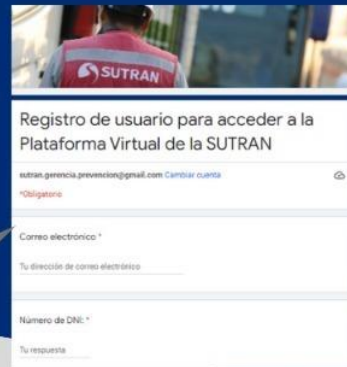 SUTRAN
Registro de usuario para acceder a la
Plataforma Virtual de la SUTRAN
sutran.gerencia.prevencion@gmail.com Cambiar cuenta
*Obligatorio
Correo electrónico *
Tu dirección de correo electrónico
Número de DNI: *
Tu respuesta